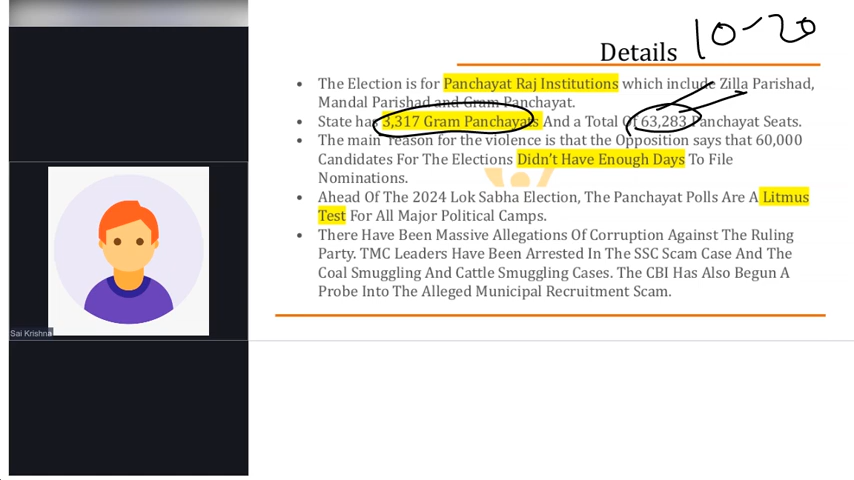 Details 10-20
• The Election is for Panchayat Raj Institutions which include Zilla Parishad,
Mandal Parishad and Gram Panchayat.
• State has 3,317 Gram Panchayats And a Total Of 63,283 Panchayat Seats.
• The main reason for the violence is that the Opposition says that 60,000
Candidates For The Elections Didn't Have Enough Days To File
Nominations.
• Ahead Of The 2024 Lok Sabha Election, The Panchayat Polls Are A Litmus
Test For All Major Political Camps.
• There Have Been Massive Allegations Of Corruption Against The Ruling
Party. TMC Leaders Have Been Arrested In The SSC Scam Case And The
Coal Smuggling And Cattle Smuggling Cases. The CBI Has Also Begun A
Probe Into The Alleged Municipal Recruitment Scam.
Sai Krishna